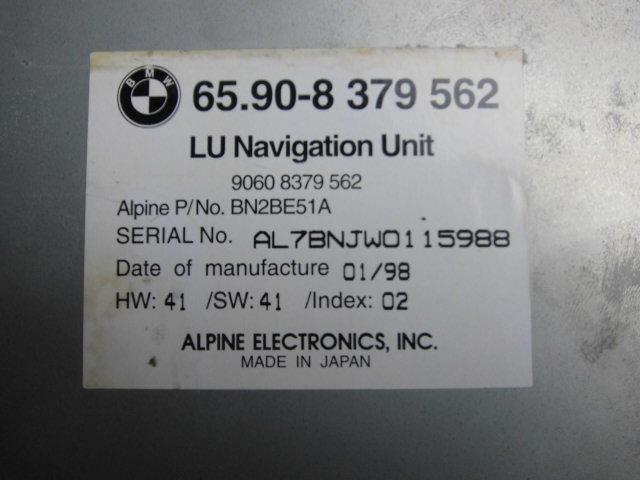 BMW 65.90-8 379 562
LU Navigation Unit
9060 8379 562
Alpine P/No. BN2BE51A
SERIAL No. AL7BNJW0115988
Date of manufacture 01/98
HW: 41 /SW: 41 /Index: 02
ALPINE ELECTRONICS, INC.
MADE IN JAPAN